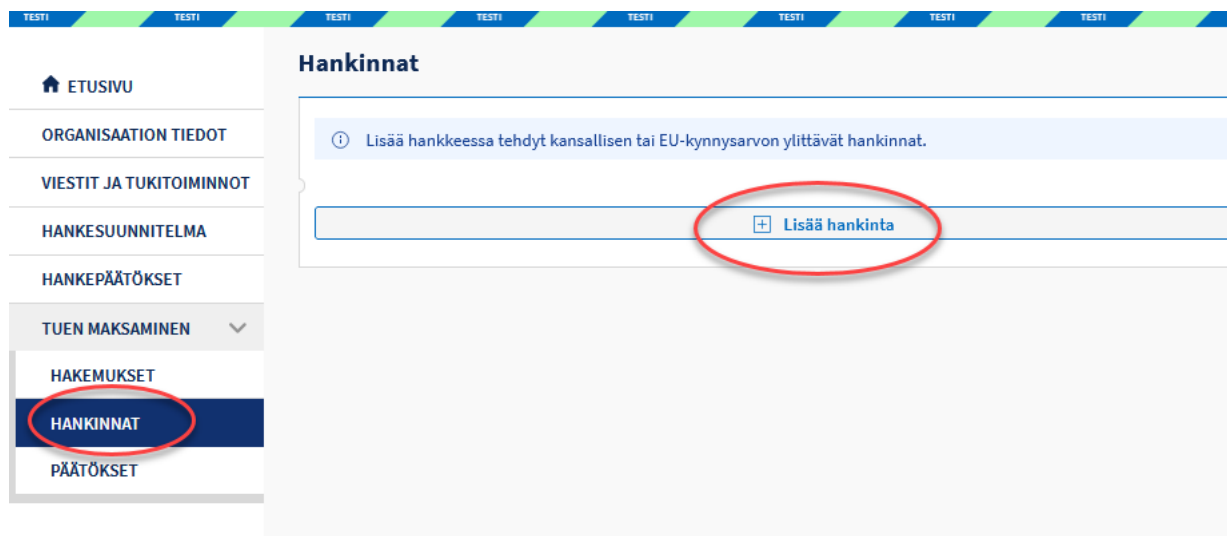 TESTI TESTI TESTI TESTI TESTI TESTI TESTI TESTI
ETUSIVU
ORGANISAATION TIEDOT
VIESTIT JA TUKITOIMINNOT
HANKESUUNNITELMA
HANKEPÄÄTÖKSET
TUEN MAKSAMINEN
HAKEMUKSET
HANKINNAT
PÄÄTÖKSET
Hankinnat
Lisää hankkeessa tehdyt kansallisen tai EU-kynnysarvon ylittävät hankinnat.
Lisää hankinta